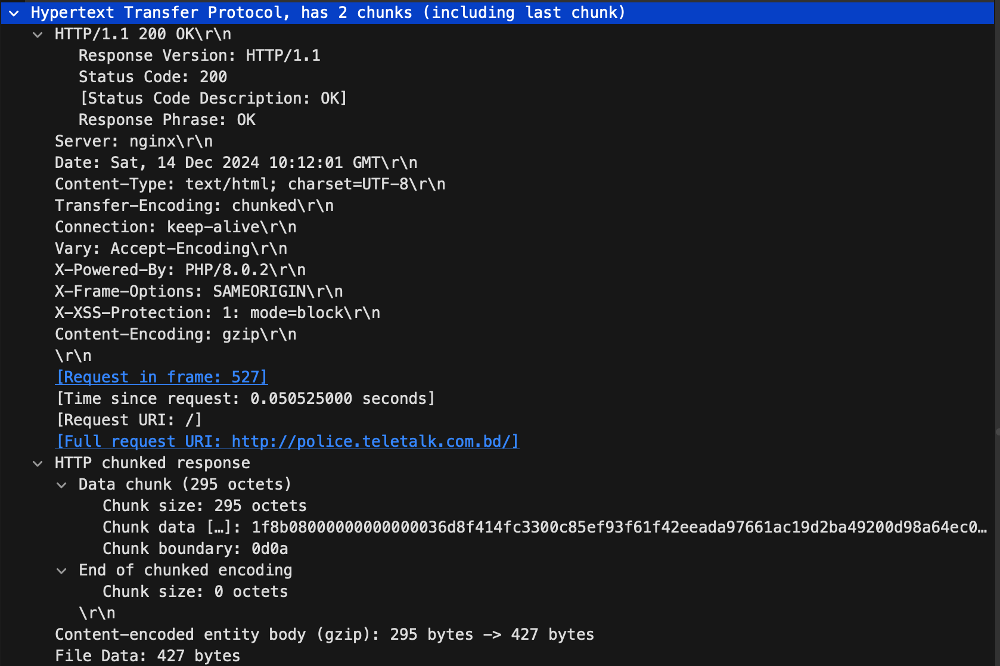 Hypertext Transfer Protocol, has 2 chunks (including last chunk)
HTTP/1.1 200 OK\r\n
Response Version: HTTP/1.1
Status Code: 200
[Status Code Description: OK]
Response Phrase: OK
Server: nginx\r\n
Date: Sat, 14 Dec 2024 10:12:01 GMT\r\n
Content-Type: text/html; charset=UTF-8\r\n
Transfer-Encoding: chunked\r\n
Connection: keep-alive\r\n
Vary: Accept-Encoding\r\n
X-Powered-By: PHP/8.0.2\r\n
X-Frame-Options: SAMEORIGIN\r\n
X-XSS-Protection: 1: mode=block\r\n
Content-Encoding: gzip\r\n
\r\n
[Request in frame: 527]
[Time since request: 0.050525000 seconds]
[Request URI: /]
[Full request URI: http://police.teletalk.com.bd/]
HTTP chunked response
Data chunk (295 octets)
Chunk size: 295 octets
Chunk data […]: 1f8b08000000000000036d8f414fc3300c85ef93f61f42eeada97661ac19d2ba49200d98a64ec0…
Chunk boundary: 0d0a
End of chunked encoding
Chunk size: 0 octets
\r\n
Content-encoded entity body (gzip): 295 bytes -> 427 bytes
File Data: 427 bytes